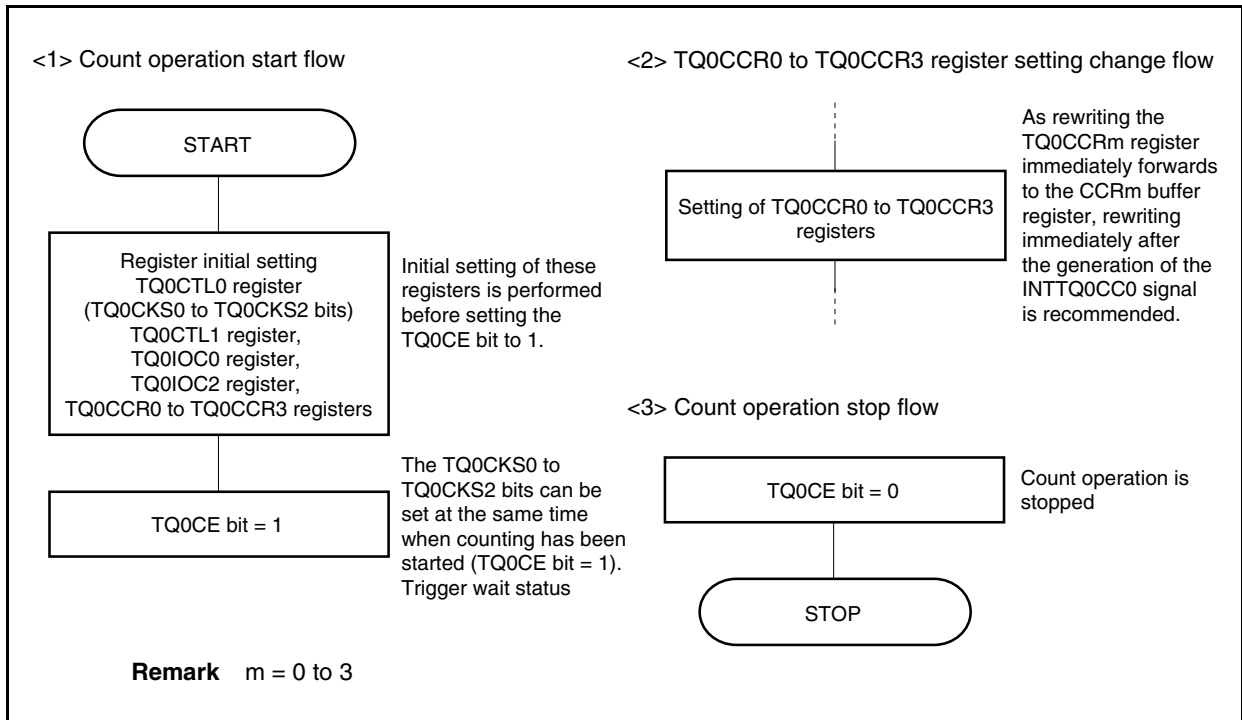 <1> Count operation start flow
START
Register initial setting
TQ0CTL0 register
(TQ0CKS0 to TQ0CKS2 bits)
TQ0CTL1 register,
TQ0IOC0 register,
TQ0IOC2 register,
TQ0CCR0 to TQ0CCR3 registers
Initial setting of these
registers is performed
before setting the
TQ0CE bit to 1.
TQ0CE bit = 1
The TQ0CKS0 to
TQ0CKS2 bits can be
set at the same time
when counting has been
started (TQ0CE bit = 1).
Trigger wait status
<2> TQ0CCR0 to TQ0CCR3 register setting change flow
Setting of TQ0CCR0 to TQ0CCR3
registers
As rewriting the
TQ0CCRm register
immediately forwards
to the CCRm buffer
register, rewriting
immediately after
the generation of the
INTTQ0CC0 signal
is recommended.
<3> Count operation stop flow
TQ0CE bit = 0
Count operation is
stopped
STOP
Remark m = 0 to 3